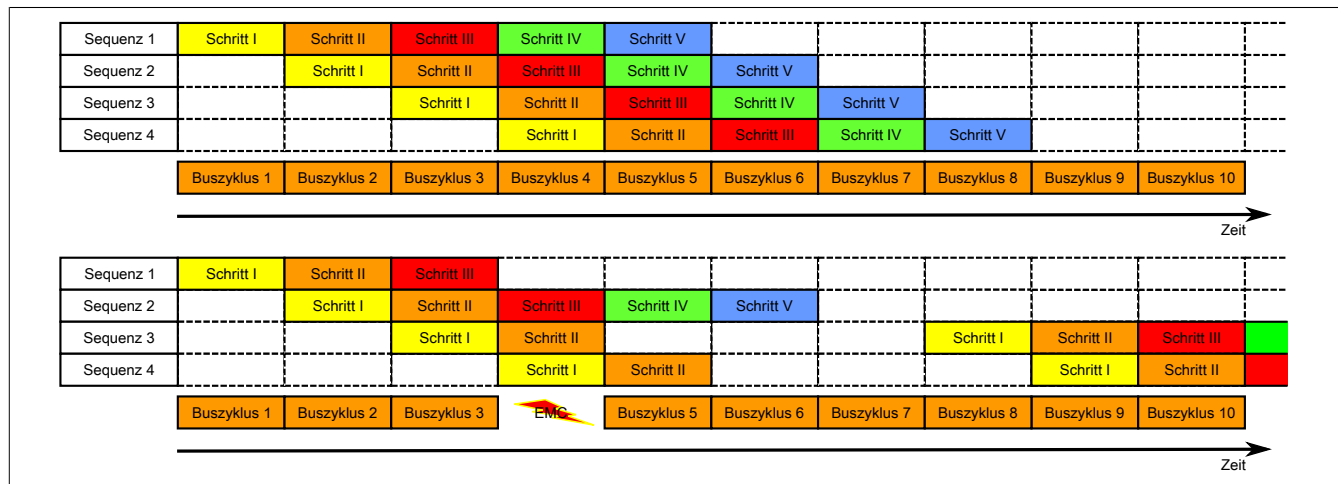 Sequenz 1 Schritt I Schritt II Schritt III Schritt IV Schritt V
Sequenz 2 Schritt I Schritt II Schritt III Schritt IV Schritt V
Sequenz 3 Schritt I Schritt II Schritt III Schritt IV Schritt V
Sequenz 4 Schritt I Schritt II Schritt III Schritt IV Schritt V
Buszyklus 1 Buszyklus 2 Buszyklus 3 Buszyklus 4 Buszyklus 5 Buszyklus 6 Buszyklus 7 Buszyklus 8 Buszyklus 9 Buszyklus 10
Zeit
Sequenz 1 Schritt I Schritt II Schritt III
Sequenz 2 Schritt I Schritt II Schritt III Schritt IV Schritt V
Sequenz 3 Schritt I Schritt II Schritt I Schritt II Schritt III
Sequenz 4 Schritt I Schritt II Schritt I Schritt II
Buszyklus 1 Buszyklus 2 Buszyklus 3 EMC Buszyklus 5 Buszyklus 6 Buszyklus 7 Buszyklus 8 Buszyklus 9 Buszyklus 10
Zeit